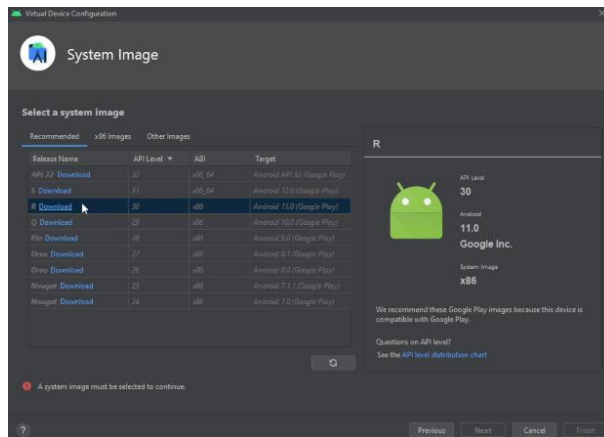 Virtual Device Configuration
System Image
Select a system image
Recommended x86 Images Other Images
Release Name API Level ABI Target
API 32 Download 32 x86_64 Android API 32 (Google Play)
S Download 31 x86_64 Android 12.0 (Google Play)
R Download 30 x86 Android 11.0 (Google Play)
Q Download 29 x86 Android 10.0 (Google Play)
Pie Download 28 x86 Android 9.0 (Google Play)
Oreo Download 27 x86 Android 8.1 (Google Play)
Oreo Download 26 x86 Android 8.0 (Google Play)
Nougat Download 25 x86 Android 7.1.1 (Google Play)
Nougat Download 24 x86 Android 7.0 (Google Play)
A system image must be selected to continue.
R
API Level
30
Android
11.0
Google Inc.
System Image
x86
We recommend these Google Play images because this device is
compatible with Google Play.
Questions on API level?
See the API level distribution chart
? Previous Next Cancel Finish